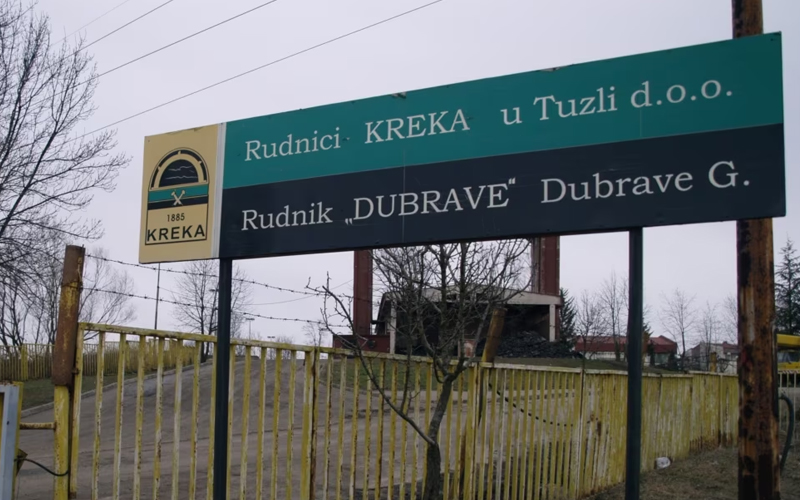 Rudnici KREKA u Tuzli d.o.o.
Rudnik „DUBRAVE“ Dubrave G.
1885
KREKA